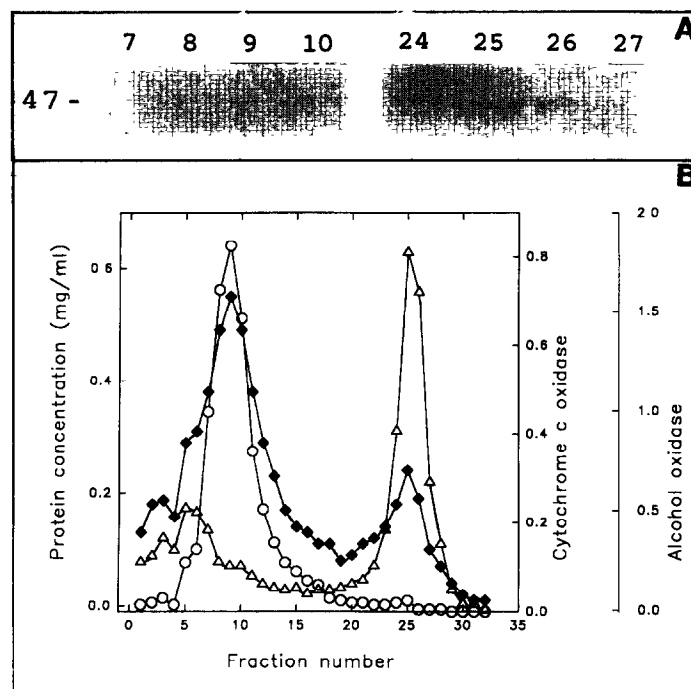 A
7 8 9 10 24 25 26 27
47 -
B
Protein concentration (mg/ml)
0.6
0.4
0.2
0.0
Cytochrome c oxidase
0.8
0.6
0.4
0.2
0.0
Alcohol oxidase
2.0
1.5
1.0
0.5
0.0
0 5 10 15 20 25 30 35
Fraction number